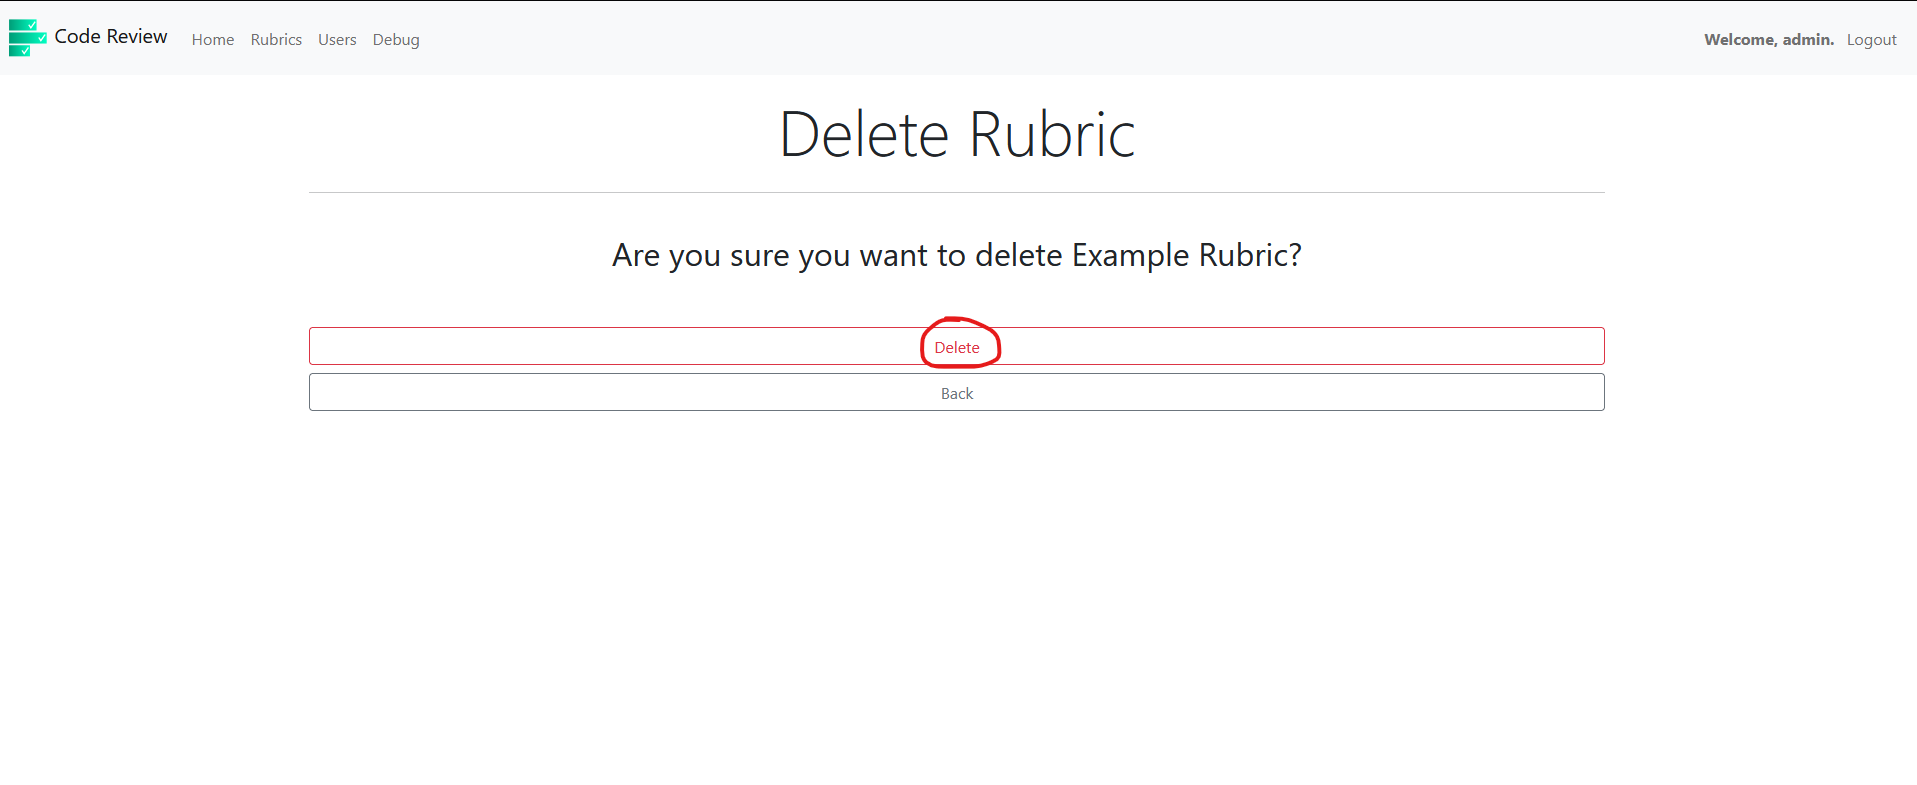 Code Review Home Rubrics Users Debug Welcome, admin. Logout
Delete Rubric
Are you sure you want to delete Example Rubric?
Delete
Back